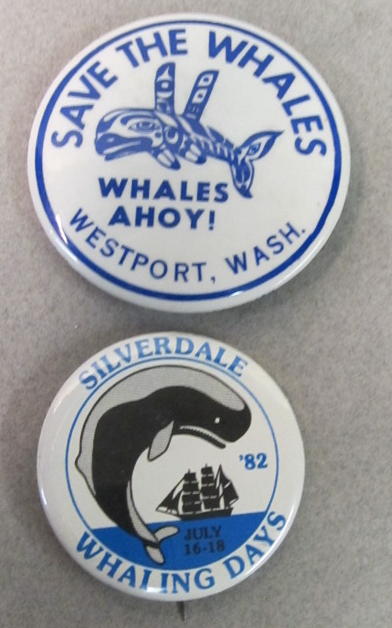 SAVE THE WHALES
WHALES
AHOY!
WESTPORT, WASH.
SILVERDALE
'82
JULY
16-18
WHALING DAYS